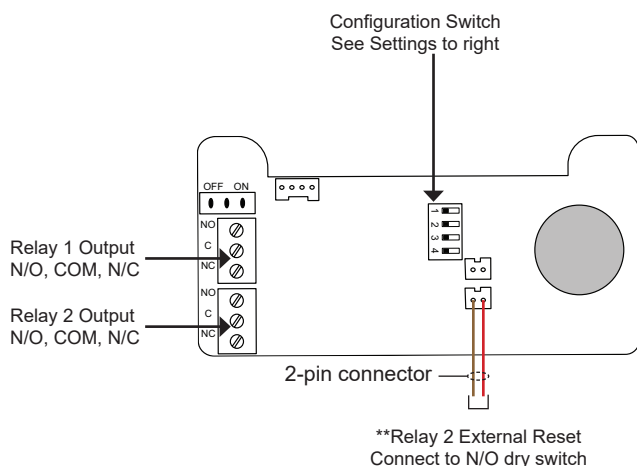 Configuration Switch
See Settings to right
OFF ON
NO
C
NC
NO
C
NC
1
2
3
4
Relay 1 Output
N/O, COM, N/C
Relay 2 Output
N/O, COM, N/C
2-pin connector
**Relay 2 External Reset
Connect to N/O dry switch